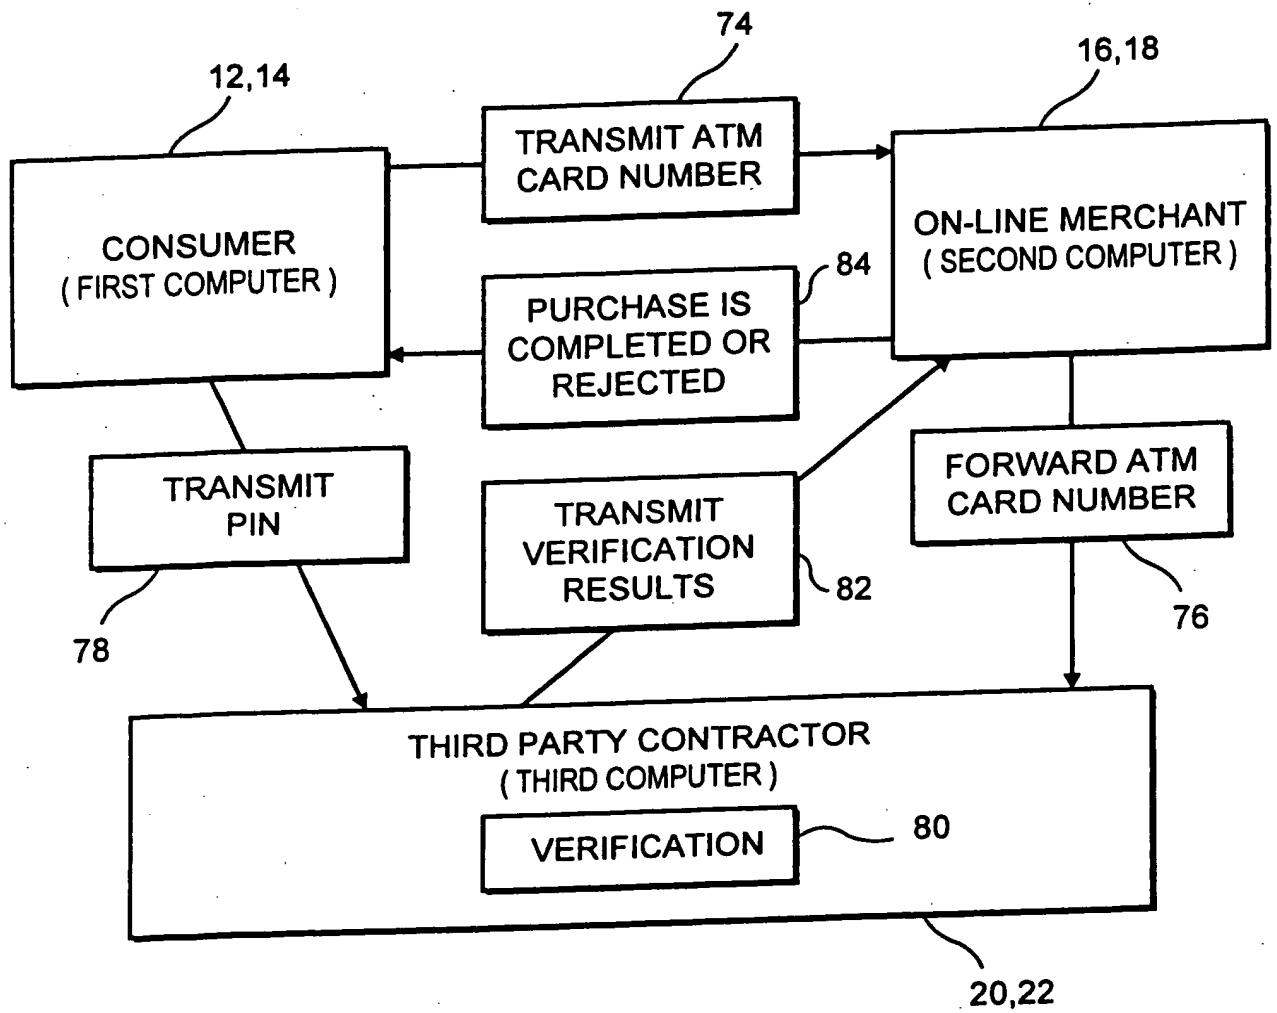 74
12,14
16,18
TRANSMIT ATM
CARD NUMBER
CONSUMER
( FIRST COMPUTER )
ON-LINE MERCHANT
( SECOND COMPUTER )
84
PURCHASE IS
COMPLETED OR
REJECTED
TRANSMIT
PIN
FORWARD ATM
CARD NUMBER
TRANSMIT
VERIFICATION
RESULTS
82
78
76
THIRD PARTY CONTRACTOR
( THIRD COMPUTER )
VERIFICATION
80
20,22